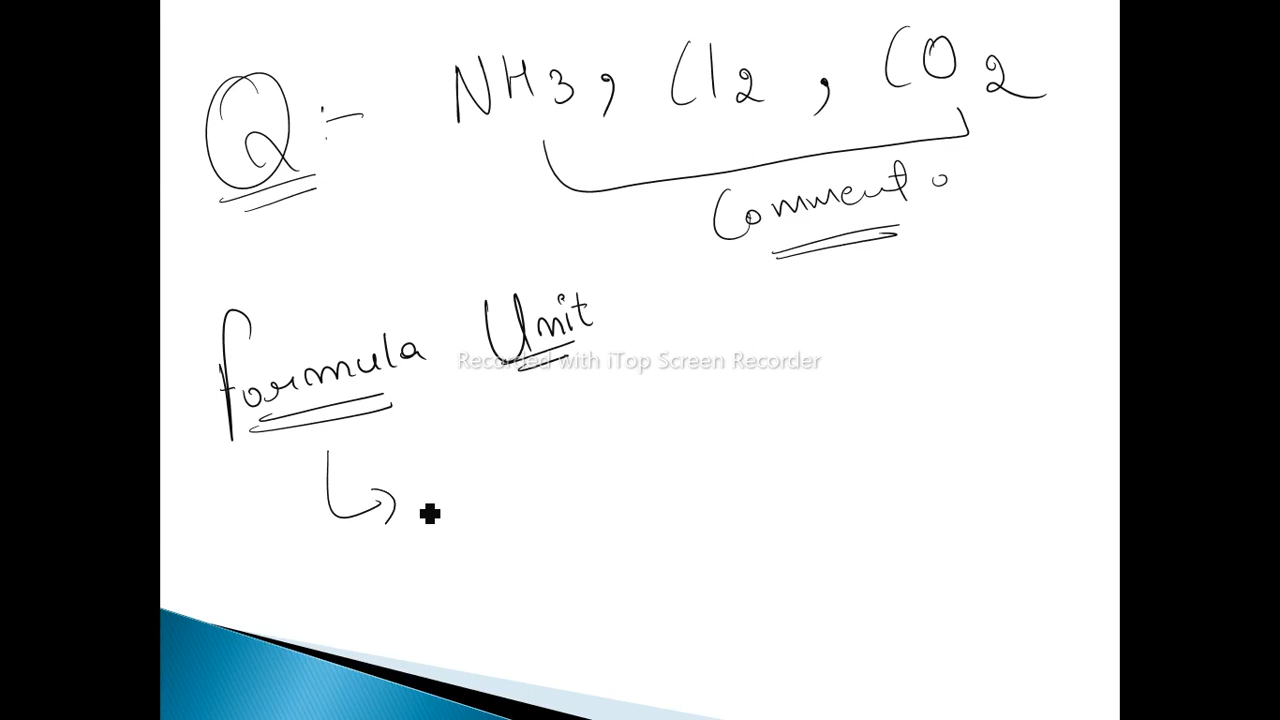 Q :- NH3, Cl2, CO2
Comment.
Formula Unit
Recorded with iTop Screen Recorder